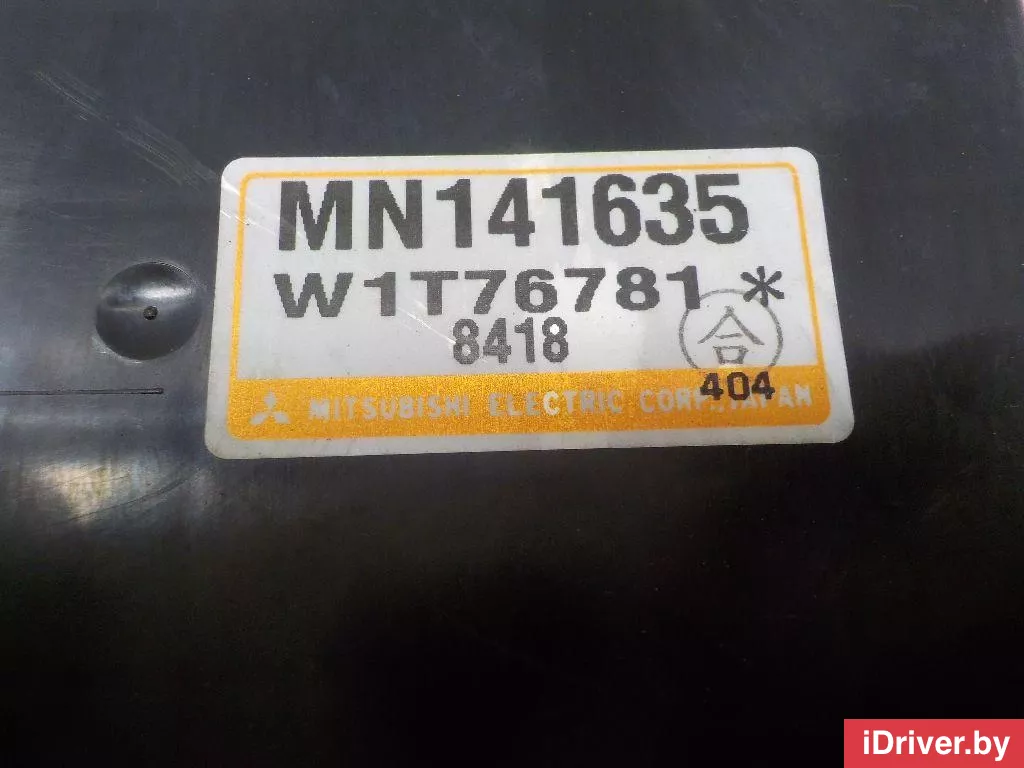 MN141635
W1T76781 *
8418
合
404
MITSUBISHI ELECTRIC CORP., JAPAN
iDriver.by